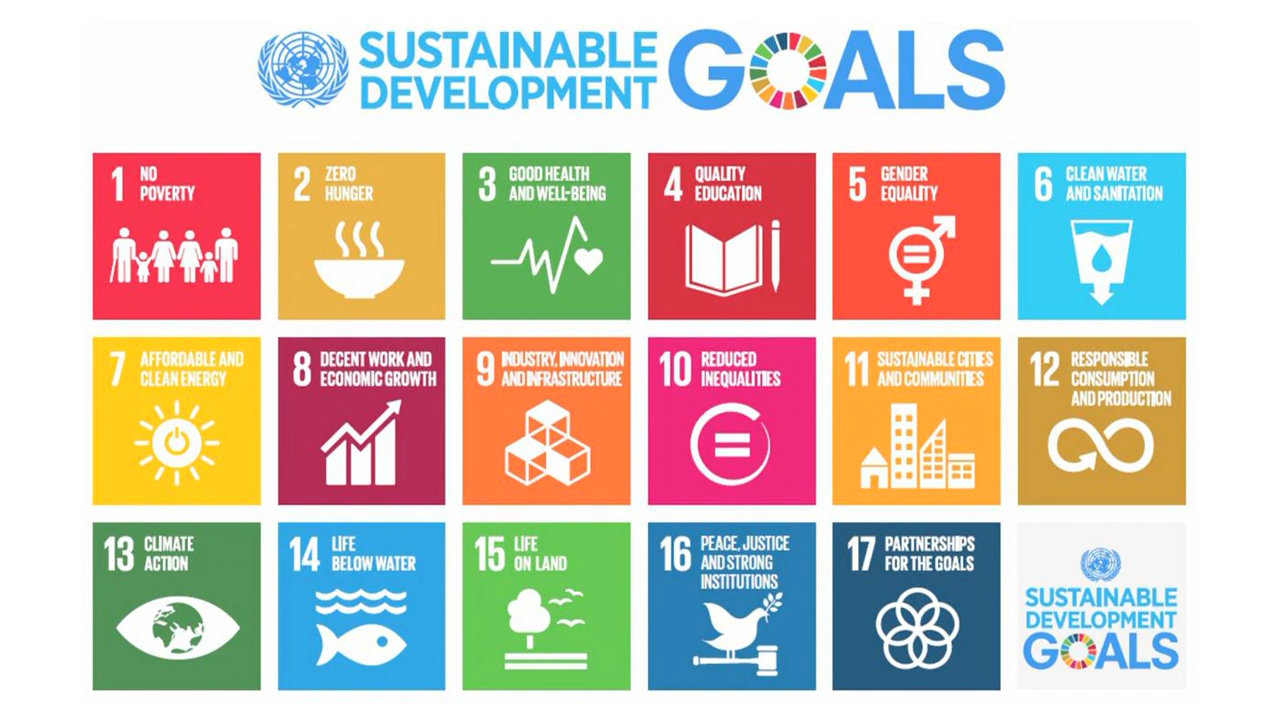 SUSTAINABLE
DEVELOPMENT
GOALS
1 NO
POVERTY
2 ZERO
HUNGER
3 GOOD HEALTH
AND WELL-BEING
4 QUALITY
EDUCATION
5 GENDER
EQUALITY
6 CLEAN WATER
AND SANITATION
7 AFFORDABLE AND
CLEAN ENERGY
8 DECENT WORK AND
ECONOMIC GROWTH
9 INDUSTRY, INNOVATION
AND INFRASTRUCTURE
10 REDUCED
INEQUALITIES
11 SUSTAINABLE CITIES
AND COMMUNITIES
12 RESPONSIBLE
CONSUMPTION
AND PRODUCTION
13 CLIMATE
ACTION
14 LIFE
BELOW WATER
15 LIFE
ON LAND
16 PEACE, JUSTICE
AND STRONG
INSTITUTIONS
17 PARTNERSHIPS
FOR THE GOALS
SUSTAINABLE
DEVELOPMENT
GOALS